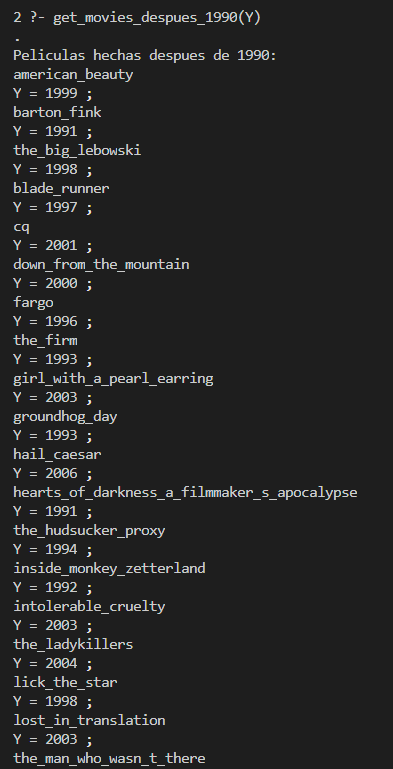 2 ?- get_movies_despues_1990(Y)
.
Peliculas hechas despues de 1990:
american_beauty
Y = 1999 ;
barton_fink
Y = 1991 ;
the_big_lebowski
Y = 1998 ;
blade_runner
Y = 1997 ;
cq
Y = 2001 ;
down_from_the_mountain
Y = 2000 ;
fargo
Y = 1996 ;
the_firm
Y = 1993 ;
girl_with_a_pearl_earring
Y = 2003 ;
groundhog_day
Y = 1993 ;
hail_caesar
Y = 2006 ;
hearts_of_darkness_a_filmmaker_s_apocalypse
Y = 1991 ;
the_hudsucker_proxy
Y = 1994 ;
inside_monkey_zetterland
Y = 1992 ;
intolerable_cruelty
Y = 2003 ;
the_ladykillers
Y = 2004 ;
lick_the_star
Y = 1998 ;
lost_in_translation
Y = 2003 ;
the_man_who_wasn_t_there